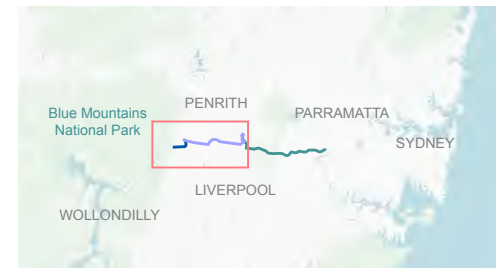 PENRITH
Blue Mountains
National Park
PARRAMATTA
SYDNEY
LIVERPOOL
WOLLONDILLY